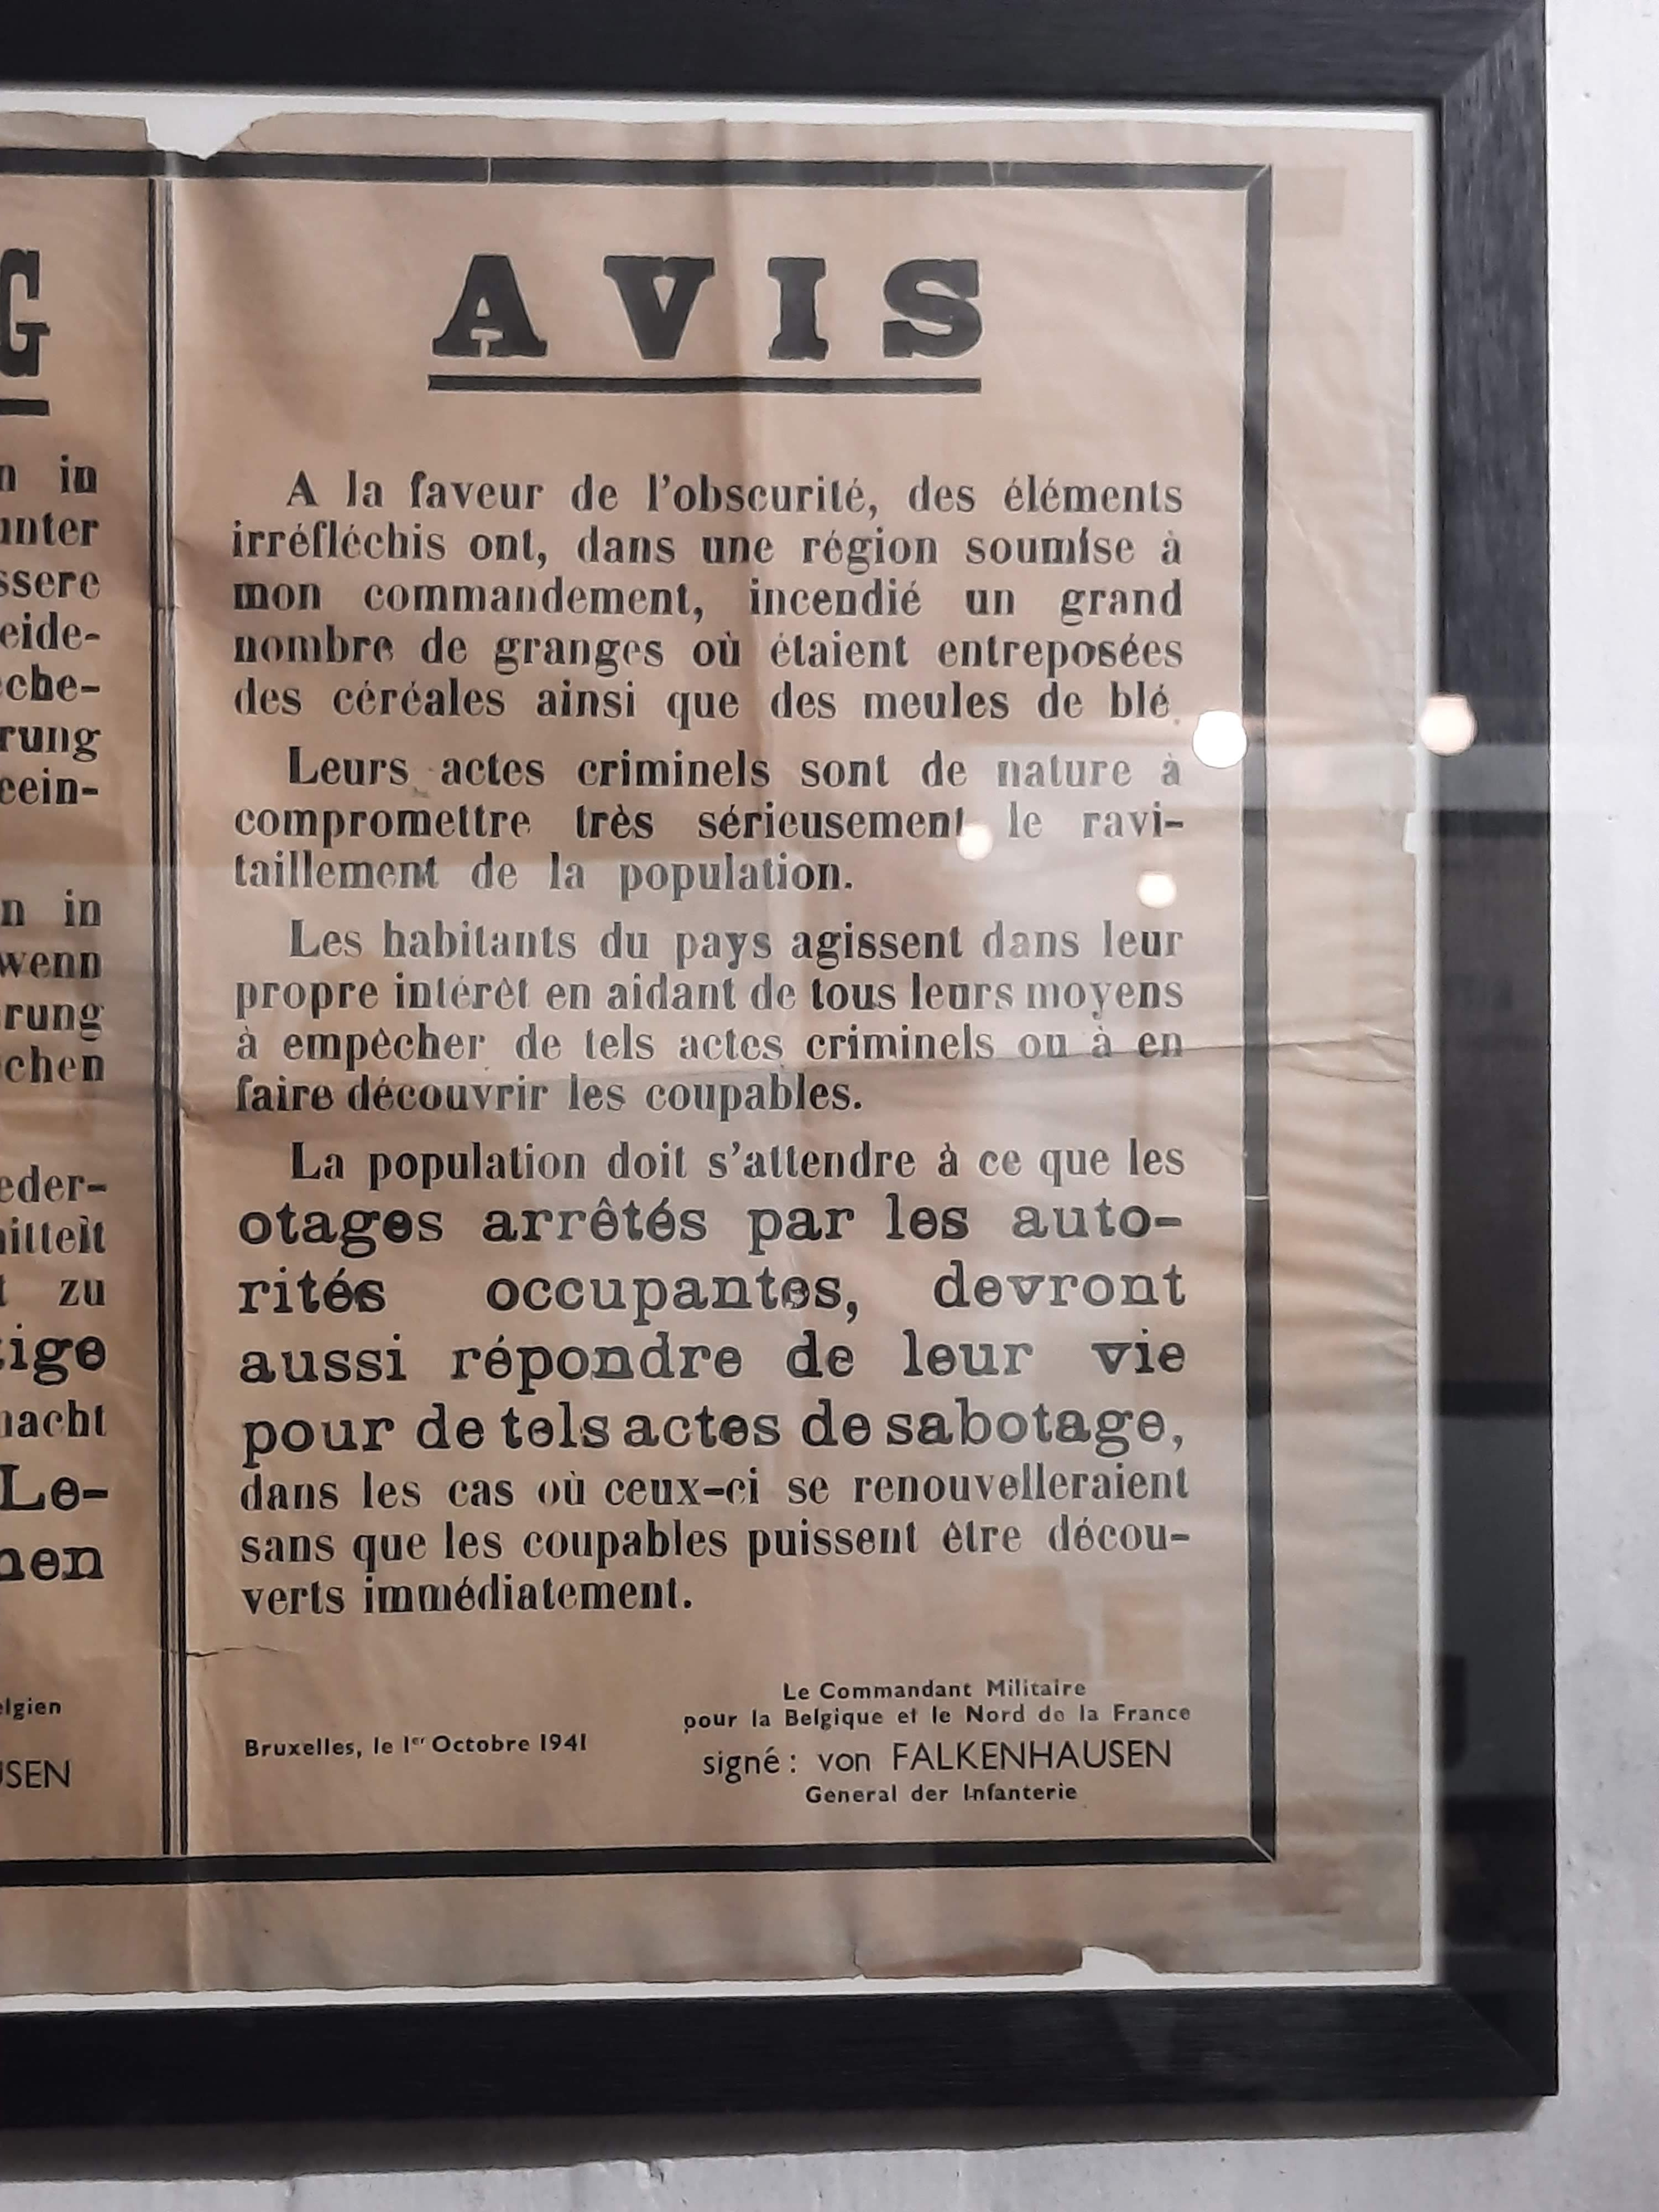 G
in
unter
ssere
eide-
che-
rung
cein-
n in
wenn
rung
chen
eder-
mitteit
t zu
tige
macht
Le-
nen
elgien
USEN
AVIS
A la faveur de l'obscurité, des éléments
irréfléchis ont, dans une région soumise à
mon commandement, incendié un grand
nombre de granges où étaient entreposées
des céréales ainsi que des meules de blé.
Leurs actes criminels sont de nature à
compromettre très sérieusement le ravi-
taillement de la population.
Les habitants du pays agissent dans leur
propre intérêt en aidant de tous leurs moyens
à empêcher de tels actes criminels ou à en
faire découvrir les coupables.
La population doit s'attendre à ce que les
otages arrêtés par les auto-
rités occupantes, devront
aussi répondre de leur vie
pour de tels actes de sabotage,
dans les cas où ceux-ci se renouvelleraient
sans que les coupables puissent être décou-
verts immédiatement.
Bruxelles, le 1er Octobre 1941
Le Commandant Militaire
pour la Belgique et le Nord de la France
signé : von FALKENHAUSEN
General der Infanterie